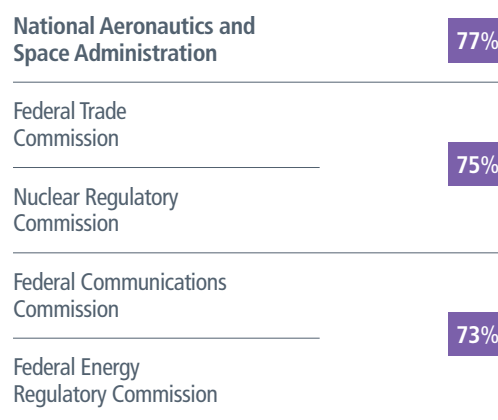 National Aeronautics and
Space Administration
77%
Federal Trade
Commission
75%
Nuclear Regulatory
Commission
Federal Communications
Commission
73%
Federal Energy
Regulatory Commission